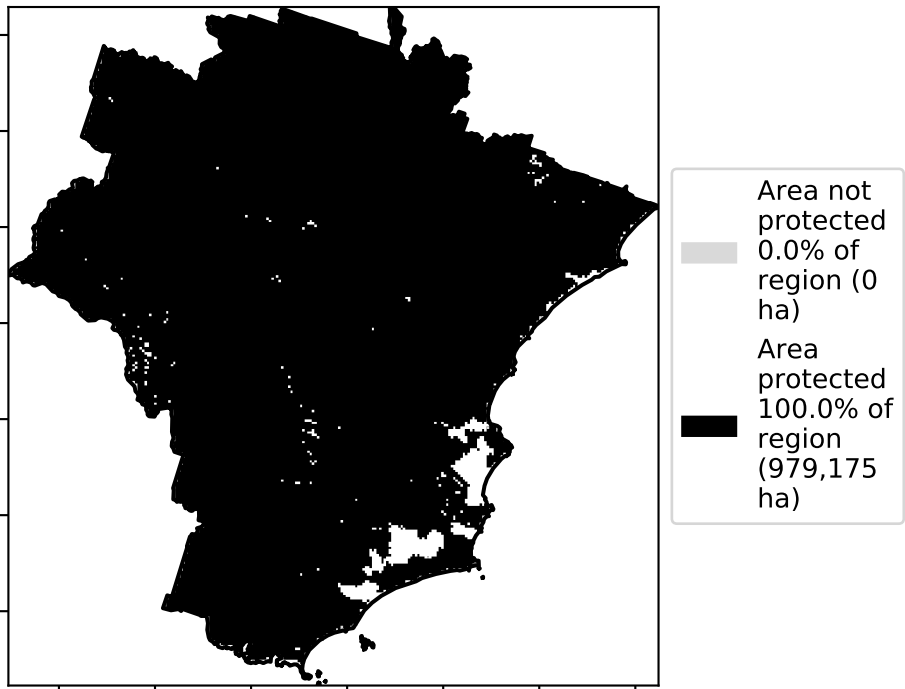 Area not
protected
0.0% of
region (0
ha)
Area
protected
100.0% of
region
(979,175
ha)